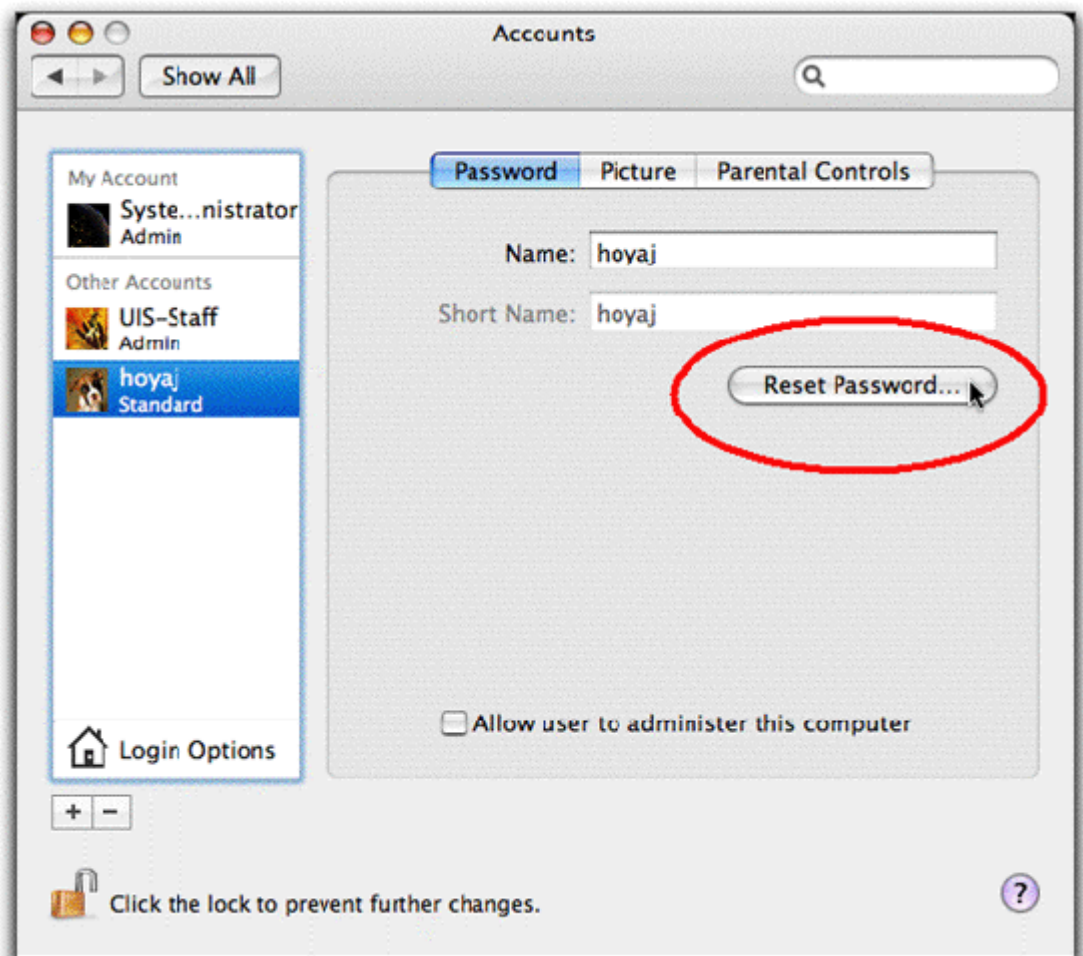 Accounts
Show All
My Account
Syste...nistrator
Admin
Other Accounts
UIS-Staff
Admin
hoyaj
Standard
Login Options
Password Picture Parental Controls
Name: hoyaj
Short Name: hoyaj
Reset Password...
Allow user to administer this computer
+ −
Click the lock to prevent further changes.
?